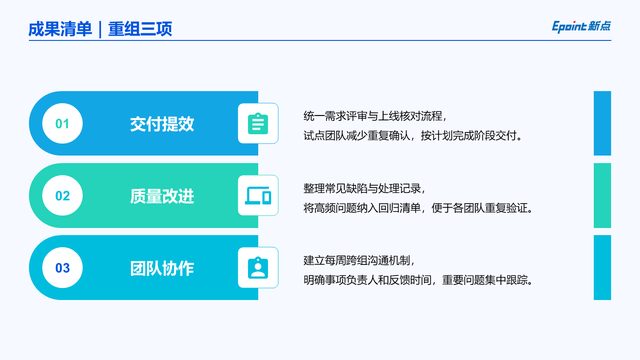 成果清单｜重组三项
Epoint新点
01
交付提效
统一需求评审与上线核对流程，
试点团队减少重复确认，按计划完成阶段交付。
02
质量改进
整理常见缺陷与处理记录，
将高频问题纳入回归清单，便于各团队重复验证。
03
团队协作
建立每周跨组沟通机制，
明确事项负责人和反馈时间，重要问题集中跟踪。